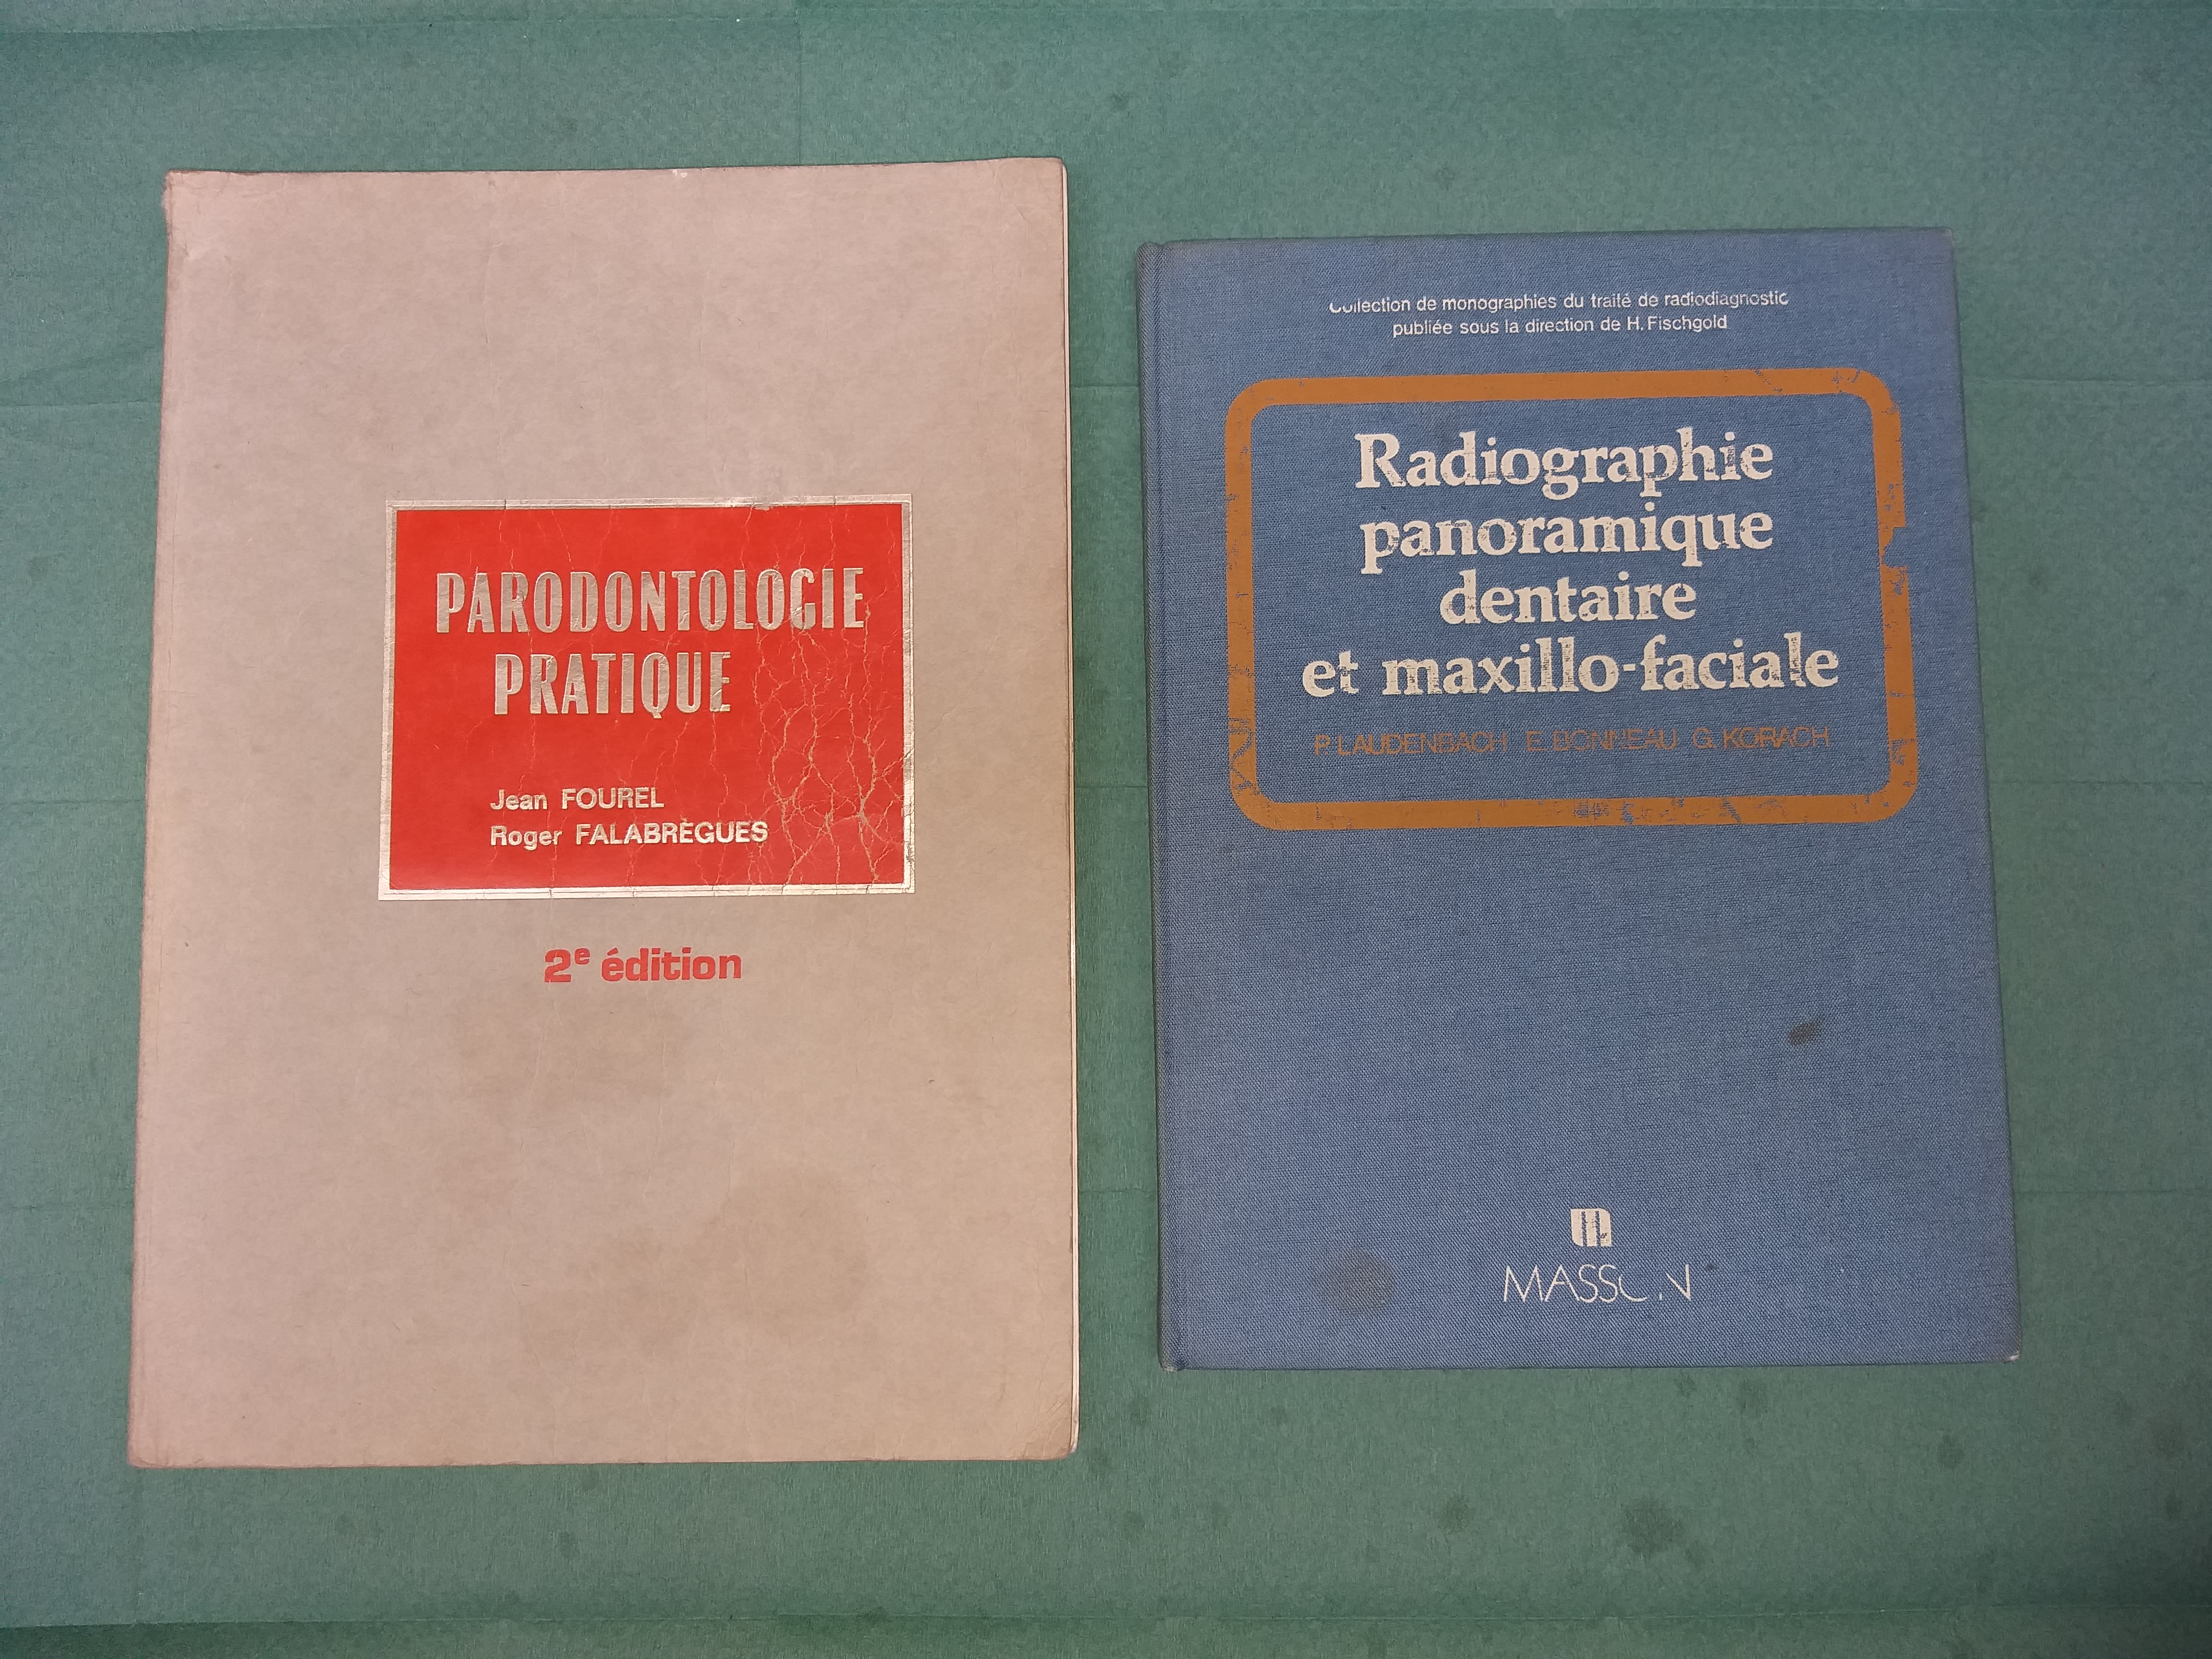 PARODONTOLOGIE
PRATIQUE
Jean FOUREL
Roger FALABRÈGUES
2e édition
Collection de monographies du traité de radiodiagnostic
publiée sous la direction de H. Fischgold
Radiographie
panoramique
dentaire
et maxillo-faciale
P. LAUDENBACH E. BONNEAU G. KORACH
MASSON